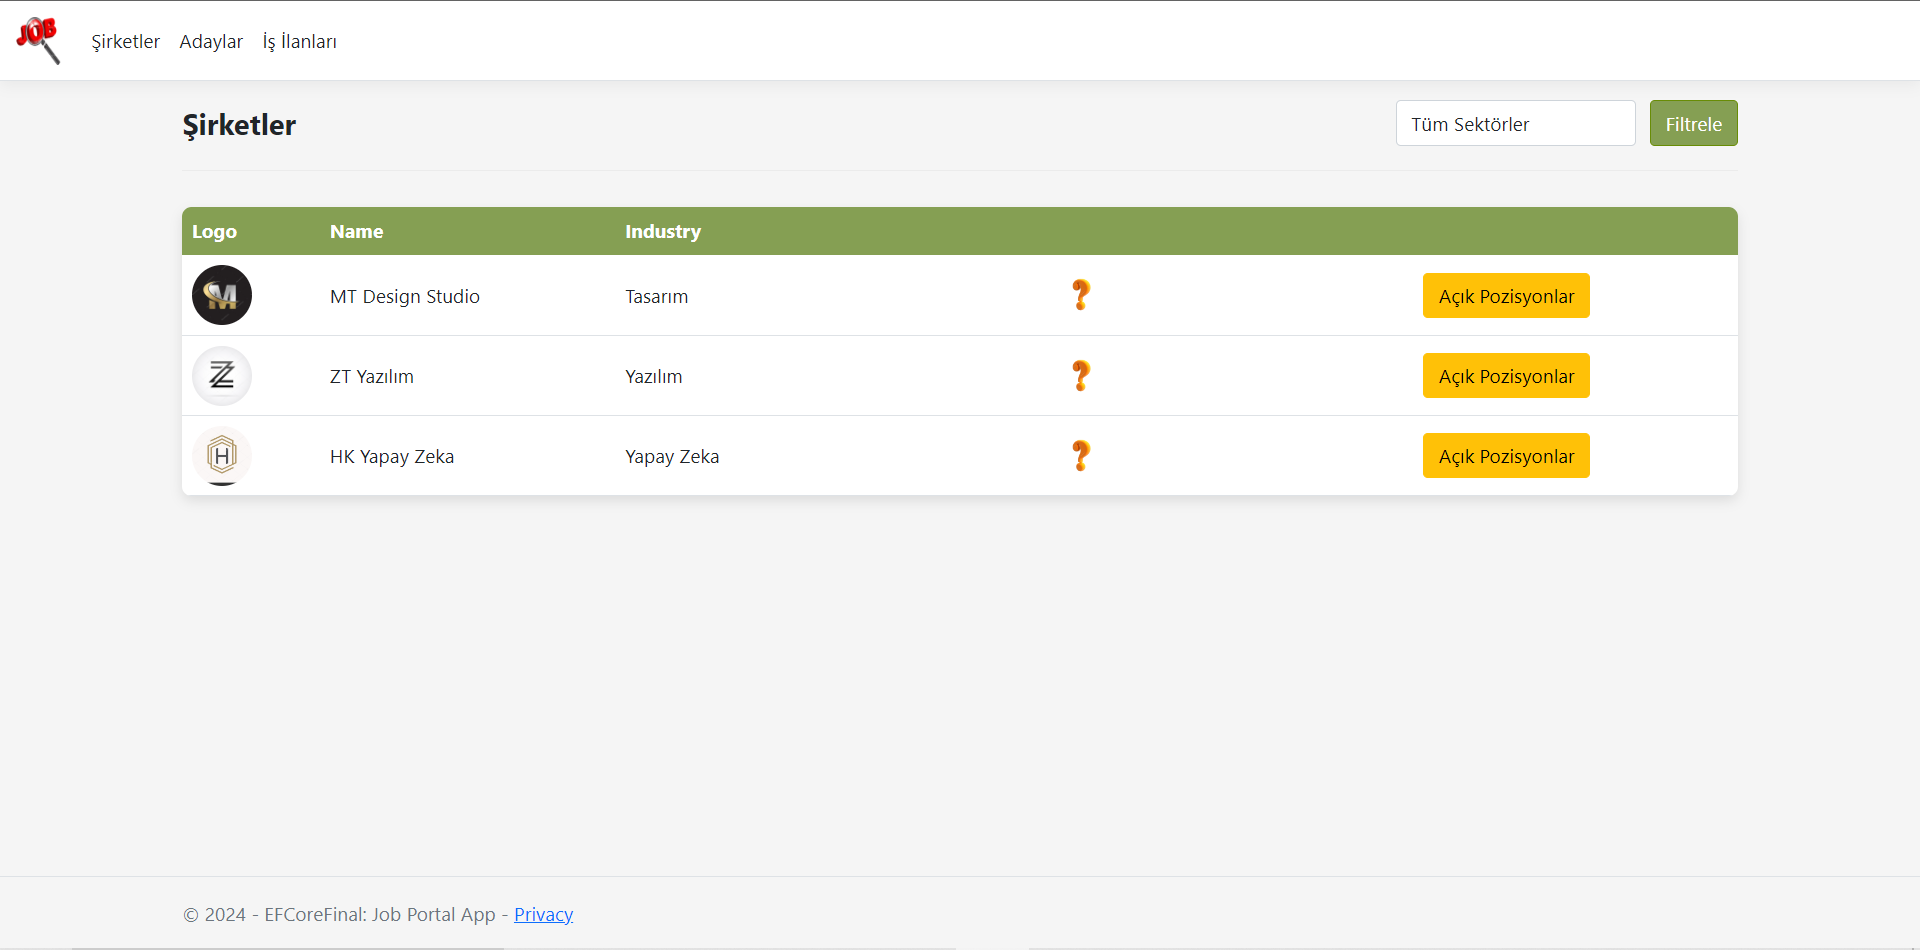 JOB
Şirketler Adaylar İş İlanları
Şirketler
Tüm Sektörler Filtrele
Logo Name Industry
M MT Design Studio Tasarım ? Açık Pozisyonlar
Z ZT Yazılım Yazılım ? Açık Pozisyonlar
H HK Yapay Zeka Yapay Zeka ? Açık Pozisyonlar
© 2024 - EFCoreFinal: Job Portal App - Privacy